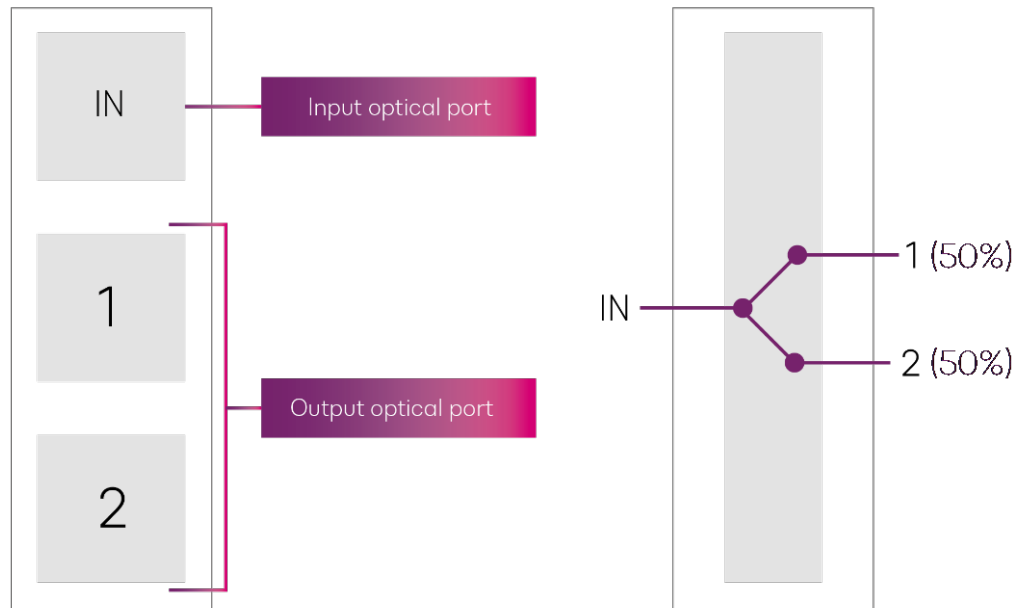 IN
Input optical port
1
Output optical port
2
IN
1 (50%)
2 (50%)